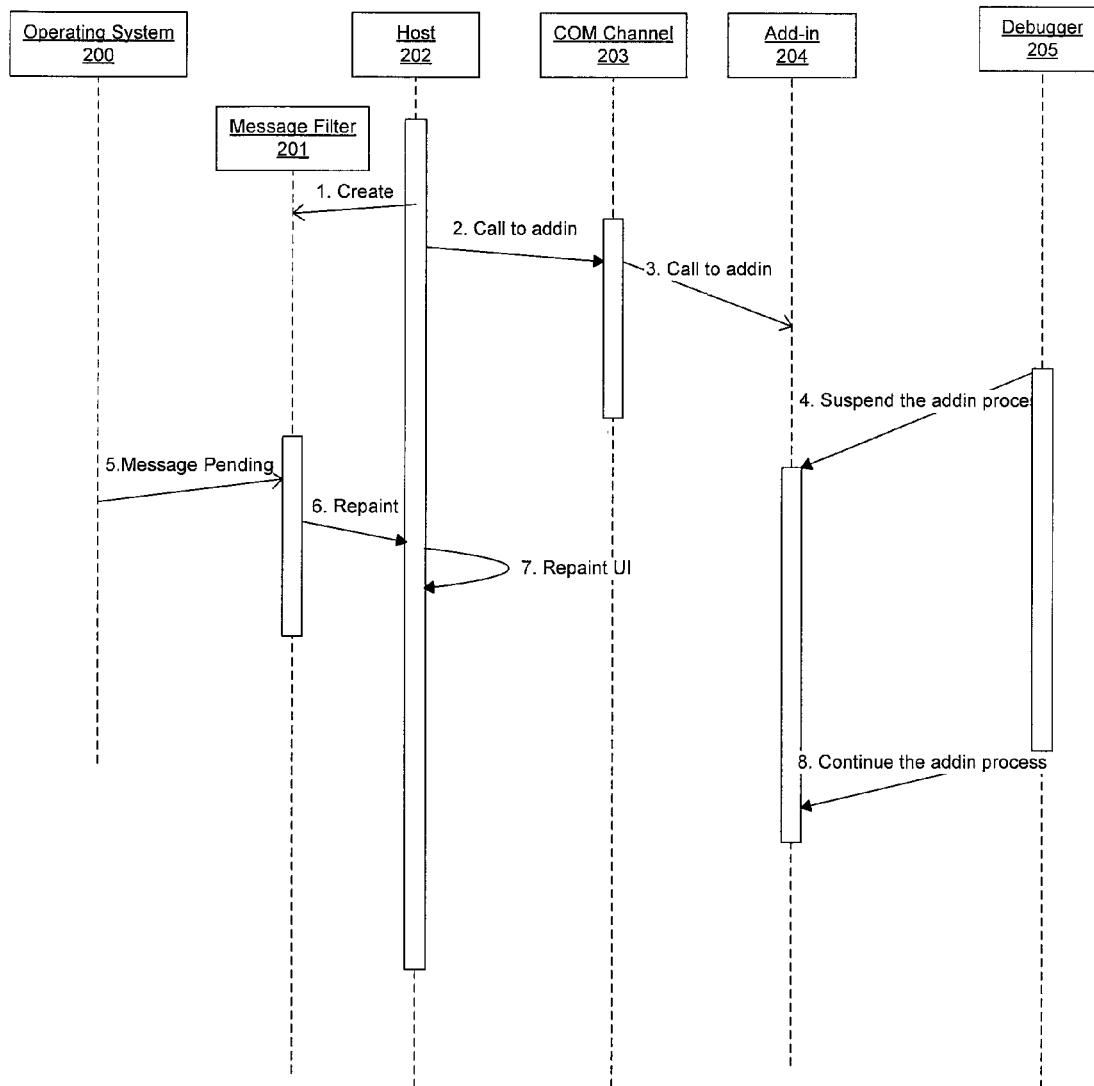 Operating System
200
Host
202
COM Channel
203
Add-in
204
Debugger
205
Message Filter
201
1. Create
2. Call to addin
3. Call to addin
4. Suspend the addin proces
5.Message Pending
6. Repaint
7. Repaint UI
8. Continue the addin process